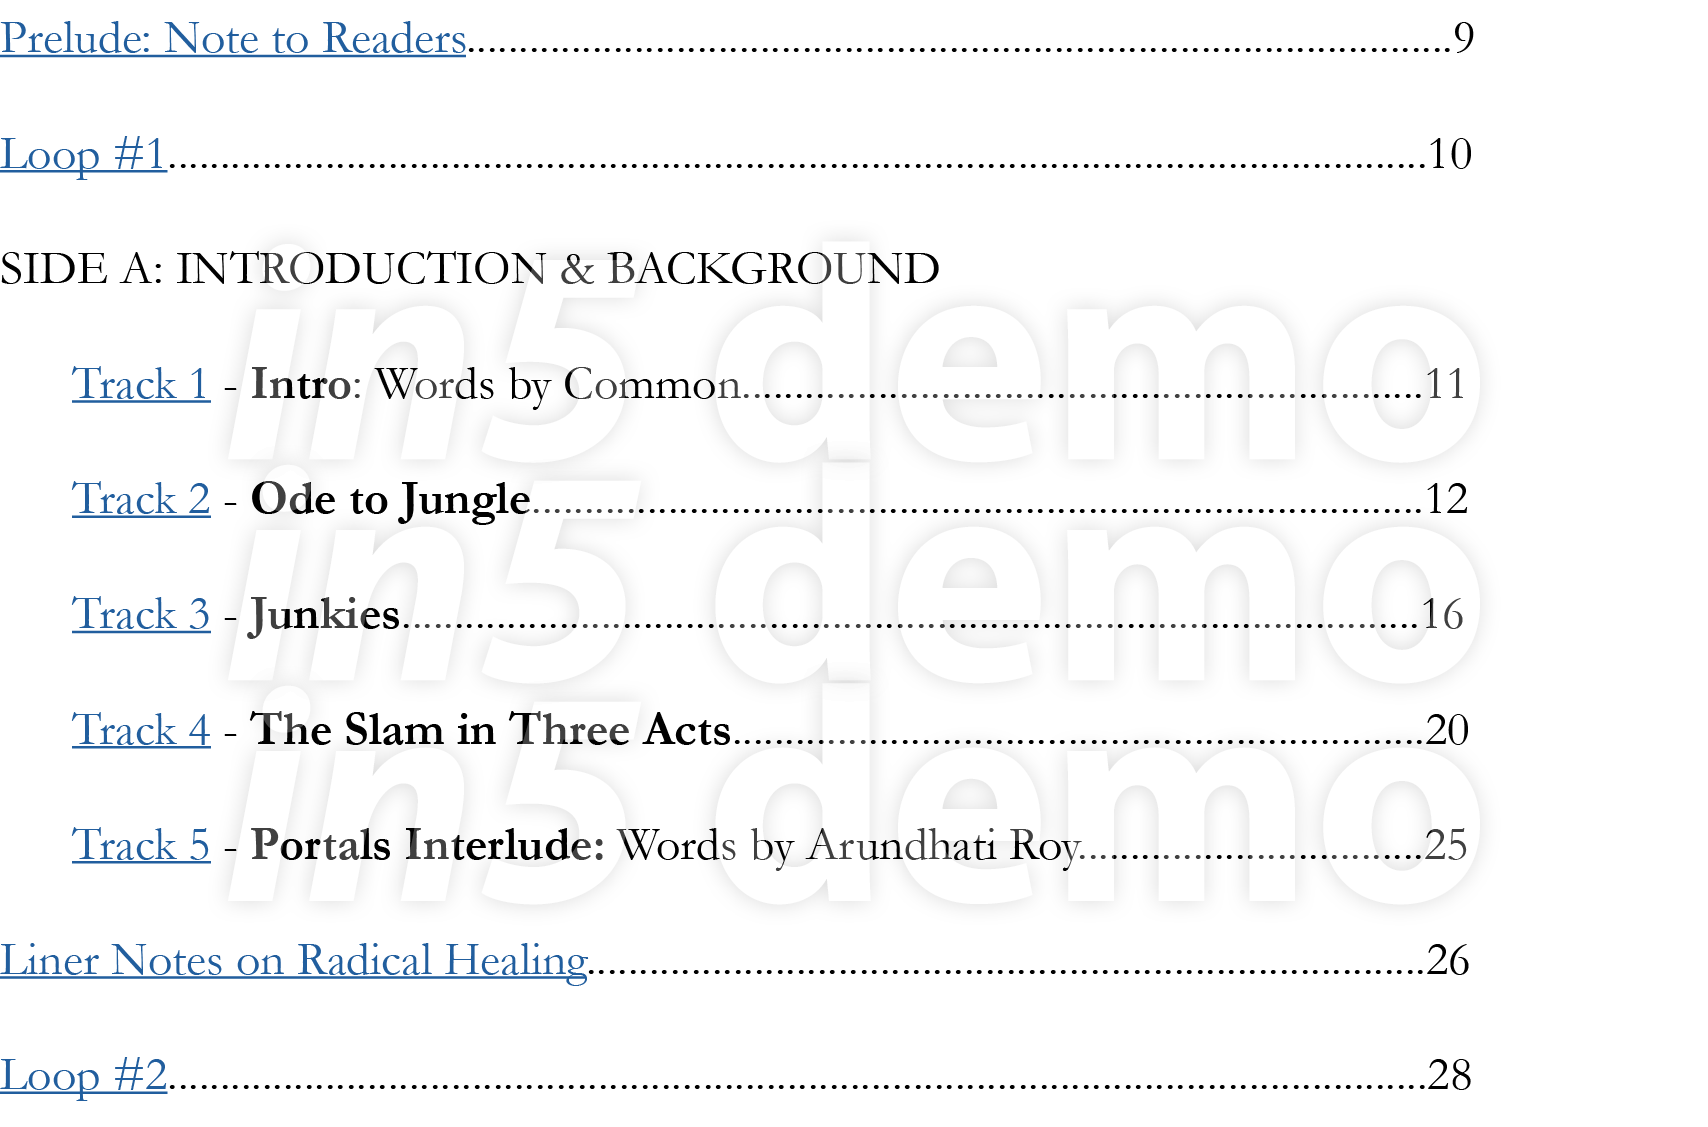 Prelude: Note to Readers...............................................................................................9
Loop #1.........................................................................................................................10
SIDE A: INTRODUCTION & BACKGROUND
Track 1 - Intro: Words by Common..................................................................11
Track 2 - Ode to Jungle......................................................................................12
Track 3 - Junkies.................................................................................................16
Track 4 - The Slam in Three Acts...................................................................20
Track 5 - Portals Interlude: Words by Arundhati Roy.................................25
Liner Notes on Radical Healing.................................................................................26
Loop #2.........................................................................................................................28
in5 demo
in5 demo
in5 demo